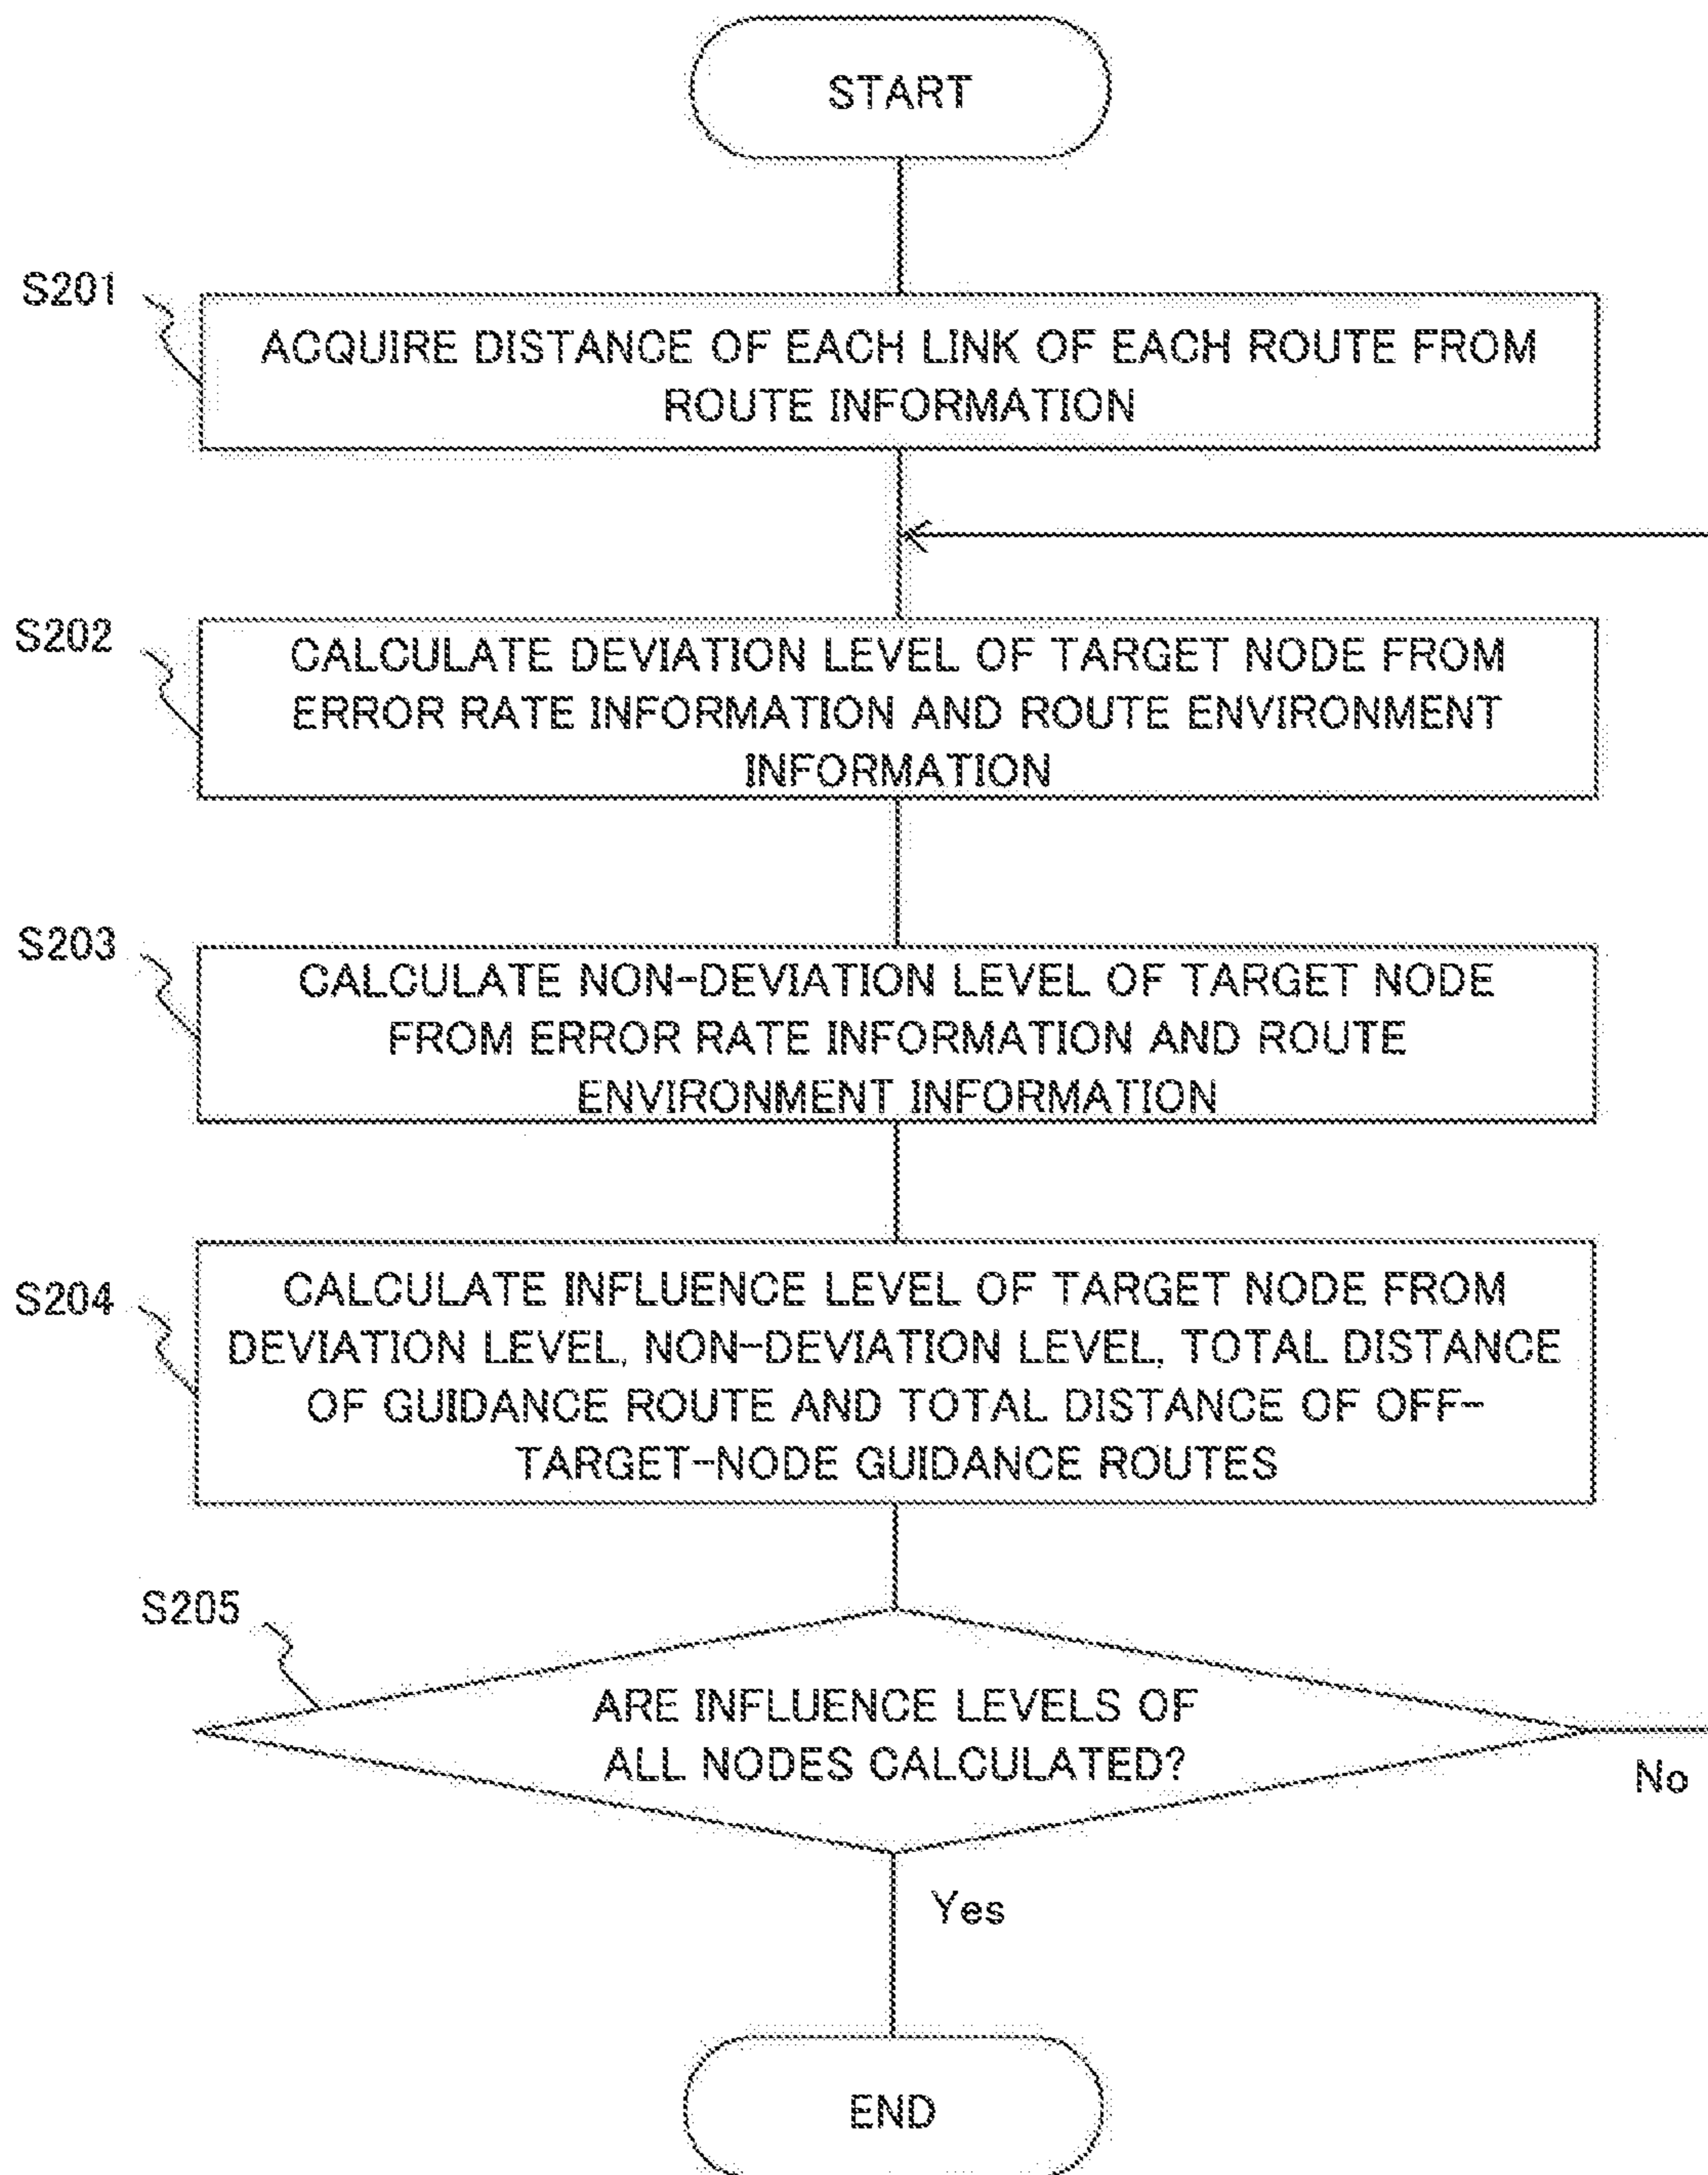 START
S201
ACQUIRE DISTANCE OF EACH LINK OF EACH ROUTE FROM
ROUTE INFORMATION
S202
CALCULATE DEVIATION LEVEL OF TARGET NODE FROM
ERROR RATE INFORMATION AND ROUTE ENVIRONMENT
INFORMATION
S203
CALCULATE NON-DEVIATION LEVEL OF TARGET NODE
FROM ERROR RATE INFORMATION AND ROUTE
ENVIRONMENT INFORMATION
S204
CALCULATE INFLUENCE LEVEL OF TARGET NODE FROM
DEVIATION LEVEL, NON-DEVIATION LEVEL, TOTAL DISTANCE
OF GUIDANCE ROUTE AND TOTAL DISTANCE OF OFF-
TARGET-NODE GUIDANCE ROUTES
S205
ARE INFLUENCE LEVELS OF
ALL NODES CALCULATED?
No
Yes
END